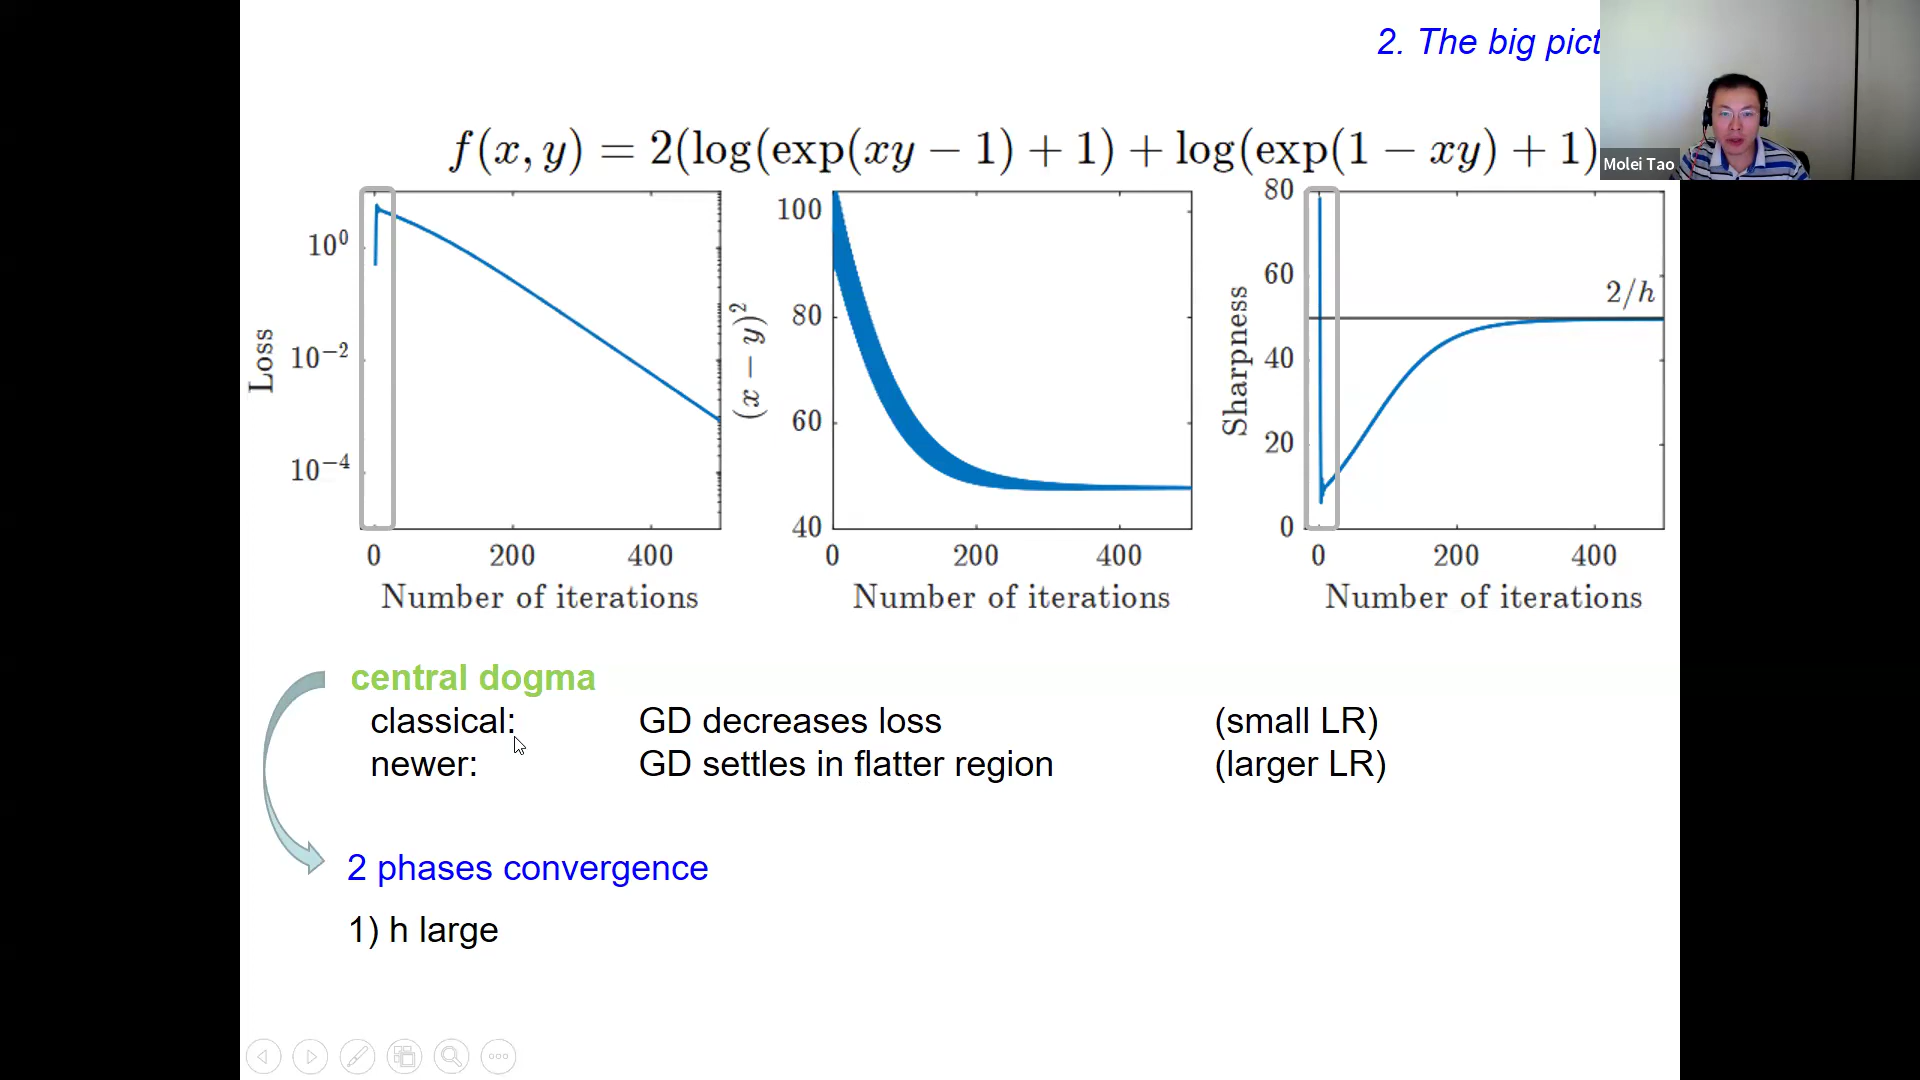 2. The big pict
f(x, y) = 2(log(exp(xy − 1) + 1) + log(exp(1 − xy) + 1)
Molei Tao
Loss
10⁰
10⁻²
10⁻⁴
0 200 400
Number of iterations
(x − y)²
100
80
60
40
0 200 400
Number of iterations
Sharpness
80
60
40
20
0
2/h
0 200 400
Number of iterations
central dogma
classical: GD decreases loss (small LR)
newer: GD settles in flatter region (larger LR)
2 phases convergence
1) h large